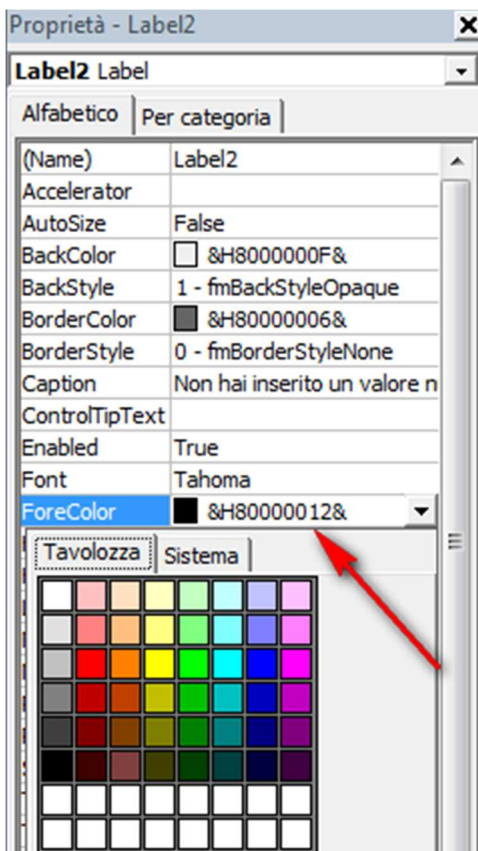 Proprietà - Label2
Label2 Label
Alfabetico Per categoria
(Name) Label2
Accelerator
AutoSize False
BackColor &H8000000F&
BackStyle 1 - fmBackStyleOpaque
BorderColor &H80000006&
BorderStyle 0 - fmBorderStyleNone
Caption Non hai inserito un valore n
ControlTipText
Enabled True
Font Tahoma
ForeColor &H80000012&
Tavolozza Sistema